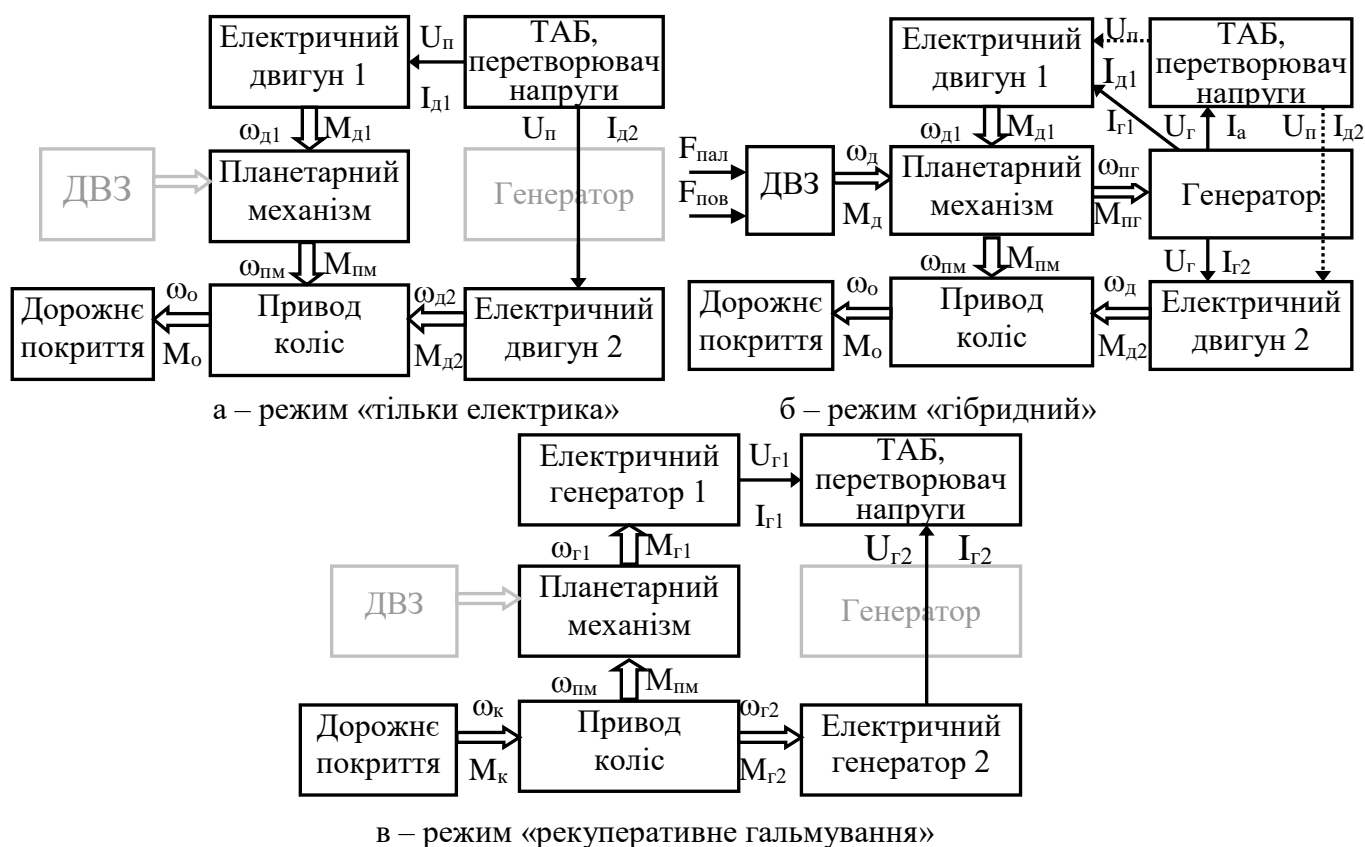 Електричний
двигун 1
Uп
Iд1
ТАБ,
перетворювач
напруги
ωд1
Mд1
Uп
Iд2
ДВЗ
Планетарний
механізм
Генератор
ωпм
Mпм
Дорожнє
покриття
ωо
Mо
Привод
коліс
ωд2
Mд2
Електричний
двигун 2
а – режим «тільки електрика»
Електричний
двигун 1
Uп
Iд1
ТАБ,
перетворювач
напруги
ωд1
Mд1
Iг1
Uг
Iа
Uп
Iд2
Fпал
Fпов
ДВЗ
ωд
Mд
Планетарний
механізм
ωпг
Mпг
Генератор
ωпм
Mпм
Uг
Iг2
Дорожнє
покриття
ωо
Mо
Привод
коліс
ωд
Mд2
Електричний
двигун 2
б – режим «гібридний»
Електричний
генератор 1
Uг1
Iг1
ТАБ,
перетворювач
напруги
ωг1
Mг1
Uг2
Iг2
ДВЗ
Планетарний
механізм
Генератор
ωпм
Mпм
Дорожнє
покриття
ωк
Mк
Привод
коліс
ωг2
Mг2
Електричний
генератор 2
в – режим «рекуперативне гальмування»